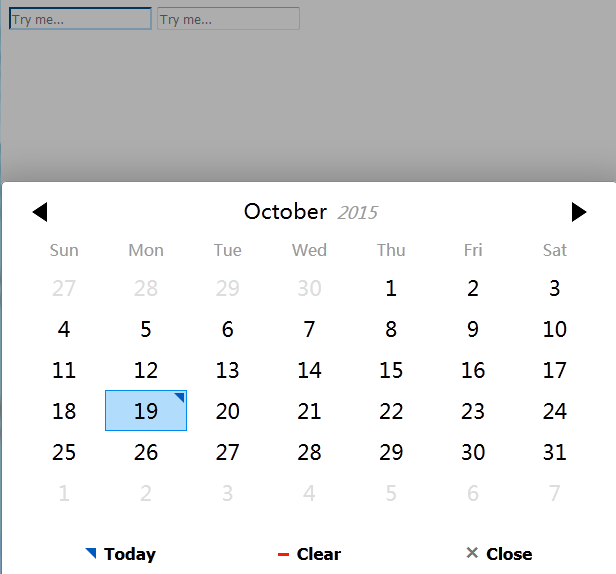 Try me... Try me...
October 2015
Sun Mon Tue Wed Thu Fri Sat
27 28 29 30 1 2 3
4 5 6 7 8 9 10
11 12 13 14 15 16 17
18 19 20 21 22 23 24
25 26 27 28 29 30 31
1 2 3 4 5 6 7
Today Clear Close